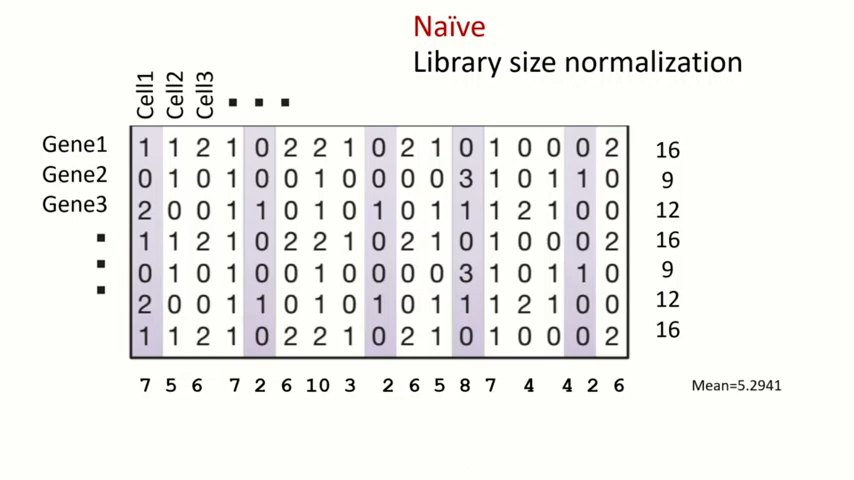 Naïve
Library size normalization
Cell1 Cell2 Cell3 ▪ ▪ ▪
Gene1 1 1 2 1 0 2 2 1 0 2 1 0 1 0 0 0 2 16
Gene2 0 1 0 1 0 0 1 0 0 0 0 3 1 0 1 1 0 9
Gene3 2 0 0 1 1 0 1 0 1 0 1 1 1 2 1 0 0 12
▪ 1 1 2 1 0 2 2 1 0 2 1 0 1 0 0 0 2 16
▪ 0 1 0 1 0 0 1 0 0 0 0 3 1 0 1 1 0 9
▪ 2 0 0 1 1 0 1 0 1 0 1 1 1 2 1 0 0 12
1 1 2 1 0 2 2 1 0 2 1 0 1 0 0 0 2 16
7 5 6 7 2 6 10 3 2 6 5 8 7 4 4 2 6 Mean=5.2941